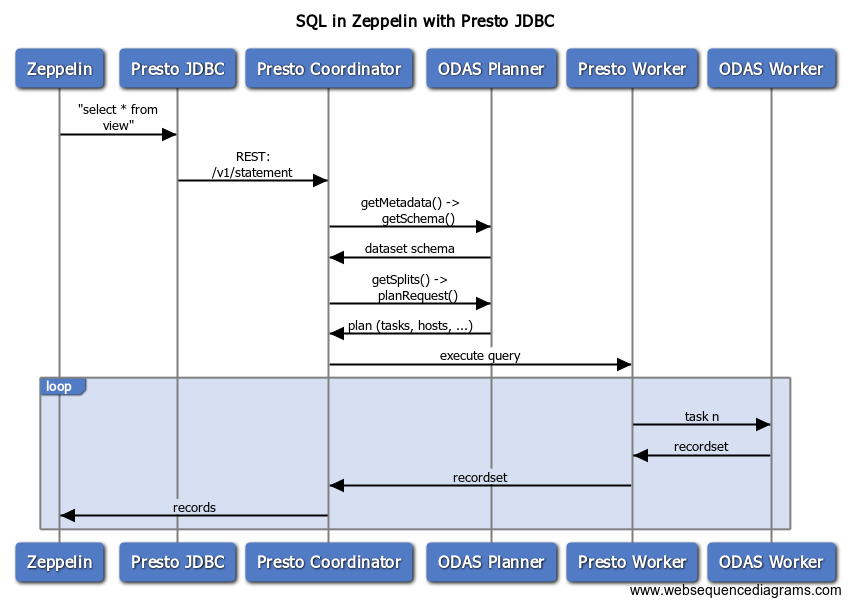 SQL in Zeppelin with Presto JDBC
Zeppelin
Presto JDBC
Presto Coordinator
ODAS Planner
Presto Worker
ODAS Worker
"select * from
view"
REST:
/v1/statement
getMetadata() ->
getSchema()
dataset schema
getSplits() ->
planRequest()
plan (tasks, hosts, ...)
execute query
loop
task n
recordset
recordset
records
Zeppelin
Presto JDBC
Presto Coordinator
ODAS Planner
Presto Worker
ODAS Worker
www.websequencediagrams.com